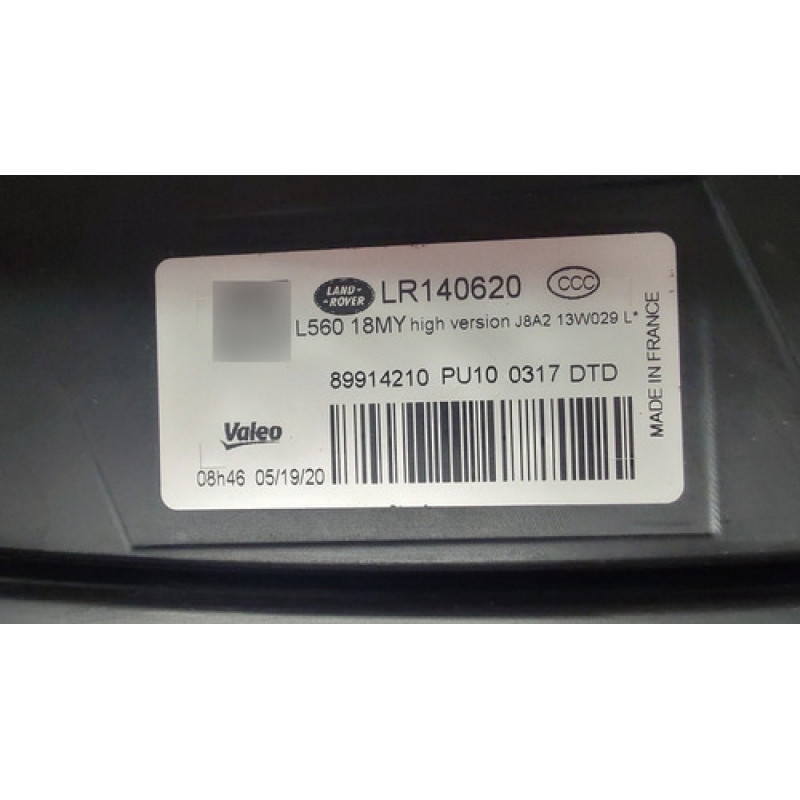 LAND-
-ROVER
LR140620
CCC
L560 18MY high version J8A2 13W029 L*
89914210 PU10 0317 DTD
Valeo
08h46 05/19/20
MADE IN FRANCE